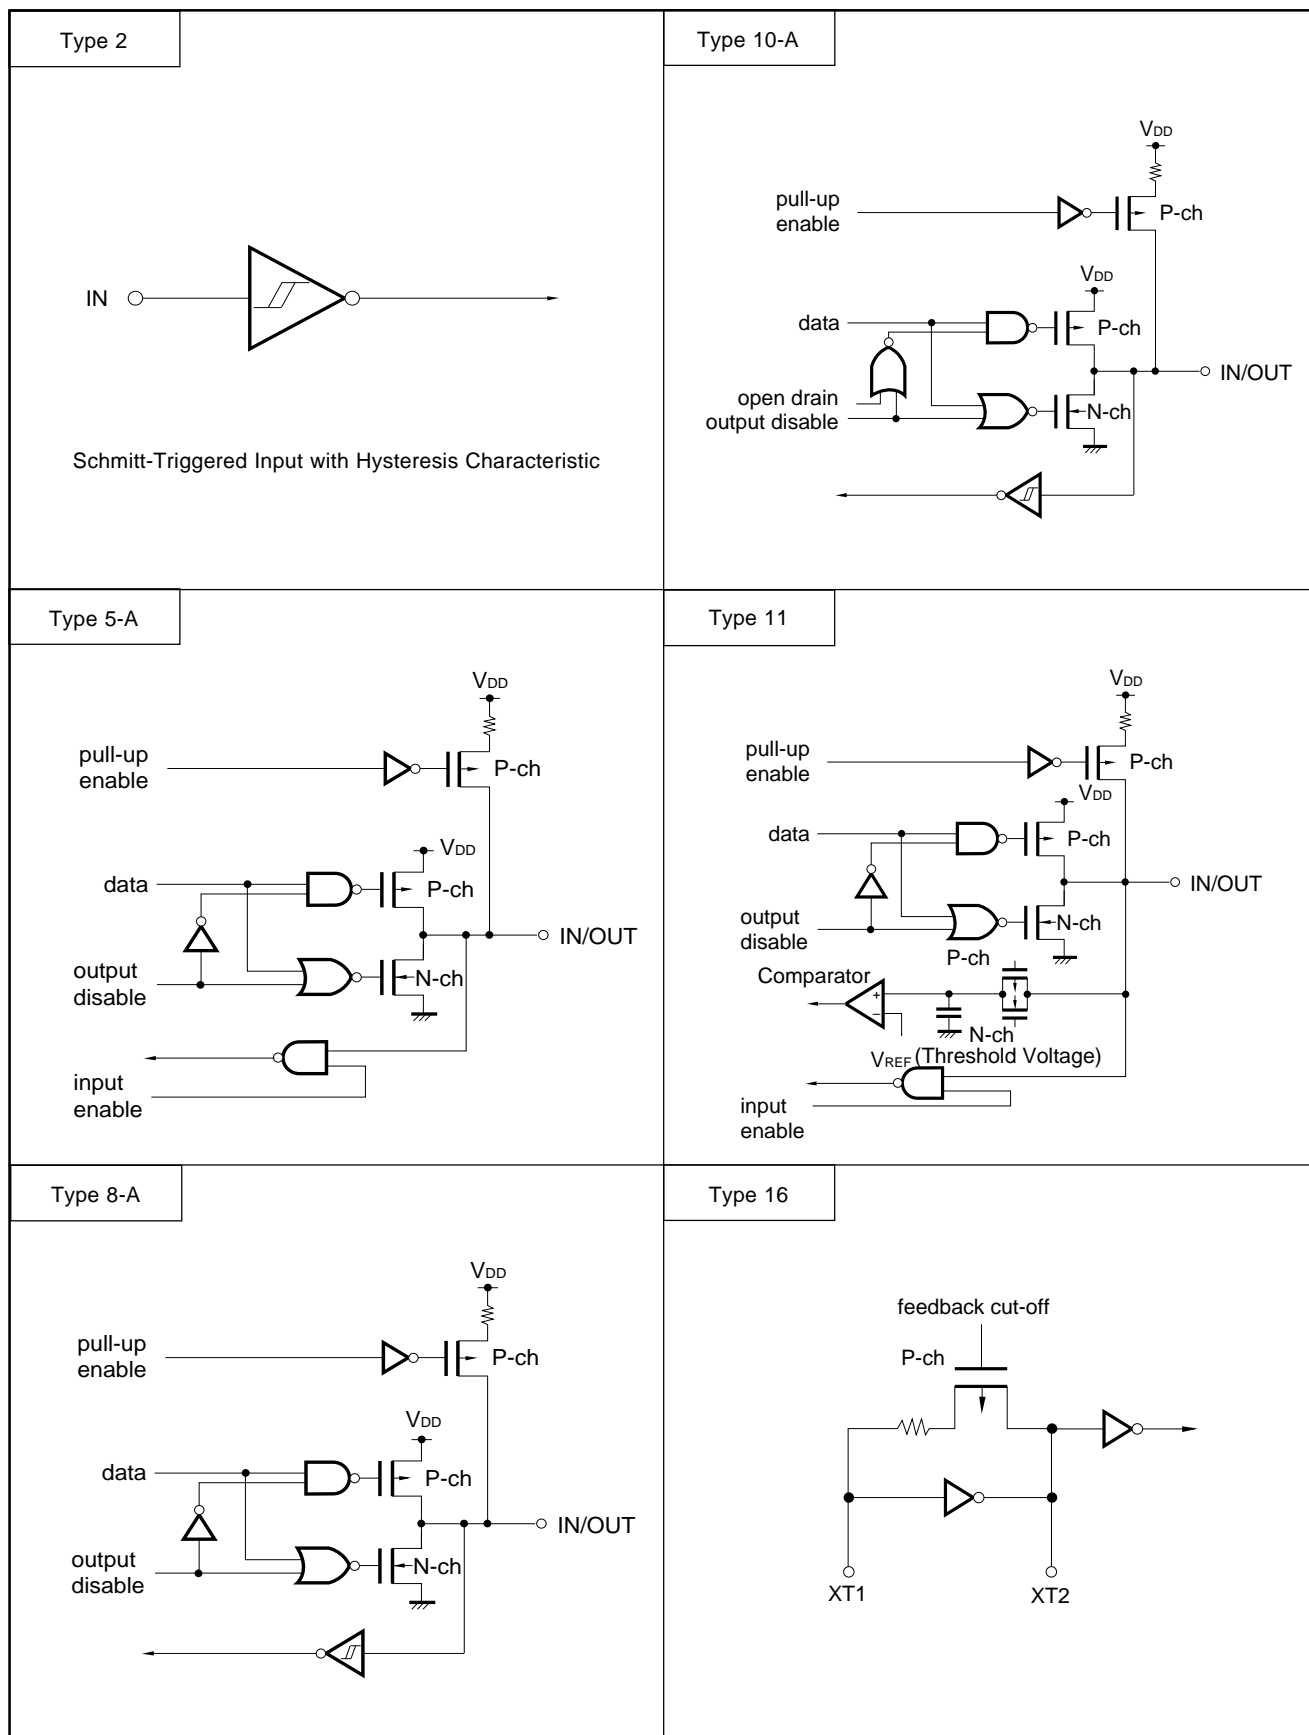 Type 2
IN
Schmitt-Triggered Input with Hysteresis Characteristic
Type 10-A
VDD
pull-up
enable
P-ch
VDD
data
P-ch
IN/OUT
open drain
output disable
N-ch
Type 5-A
VDD
pull-up
enable
P-ch
VDD
data
P-ch
IN/OUT
output
disable
N-ch
input
enable
Type 11
VDD
pull-up
enable
P-ch
VDD
data
P-ch
IN/OUT
output
disable
N-ch
P-ch
Comparator
+
−
N-ch
VREF (Threshold Voltage)
input
enable
Type 8-A
VDD
pull-up
enable
P-ch
VDD
data
P-ch
IN/OUT
output
disable
N-ch
Type 16
feedback cut-off
P-ch
XT1
XT2